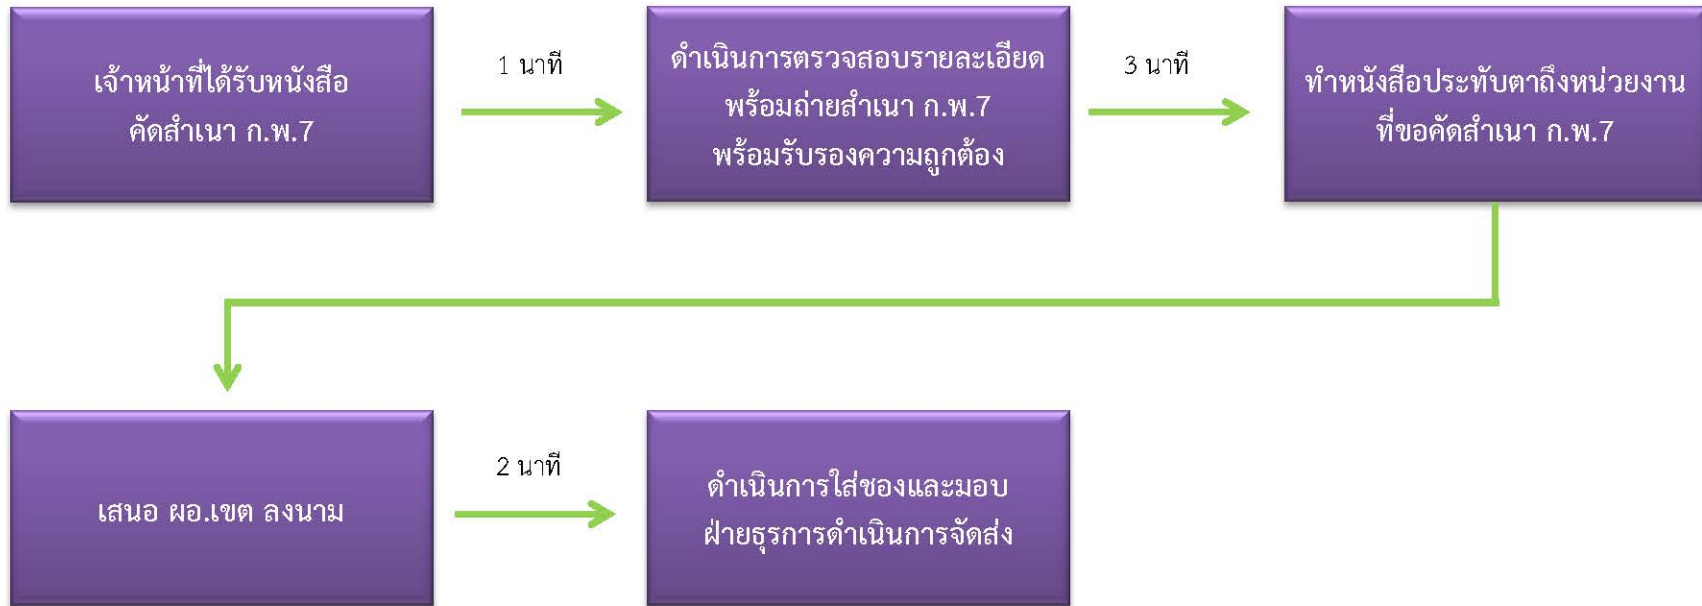 เจ้าหน้าที่ได้รับหนังสือ
คัดสำเนา ก.พ.7
1 นาที
ดำเนินการตรวจสอบรายละเอียด
พร้อมถ่ายสำเนา ก.พ.7
พร้อมรับรองความถูกต้อง
3 นาที
ทำหนังสือประทับตาถึงหน่วยงาน
ที่ขอคัดสำเนา ก.พ.7
เสนอ ผอ.เขต ลงนาม
2 นาที
ดำเนินการใส่ซองและมอบ
ฝ่ายธุรการดำเนินการจัดส่ง